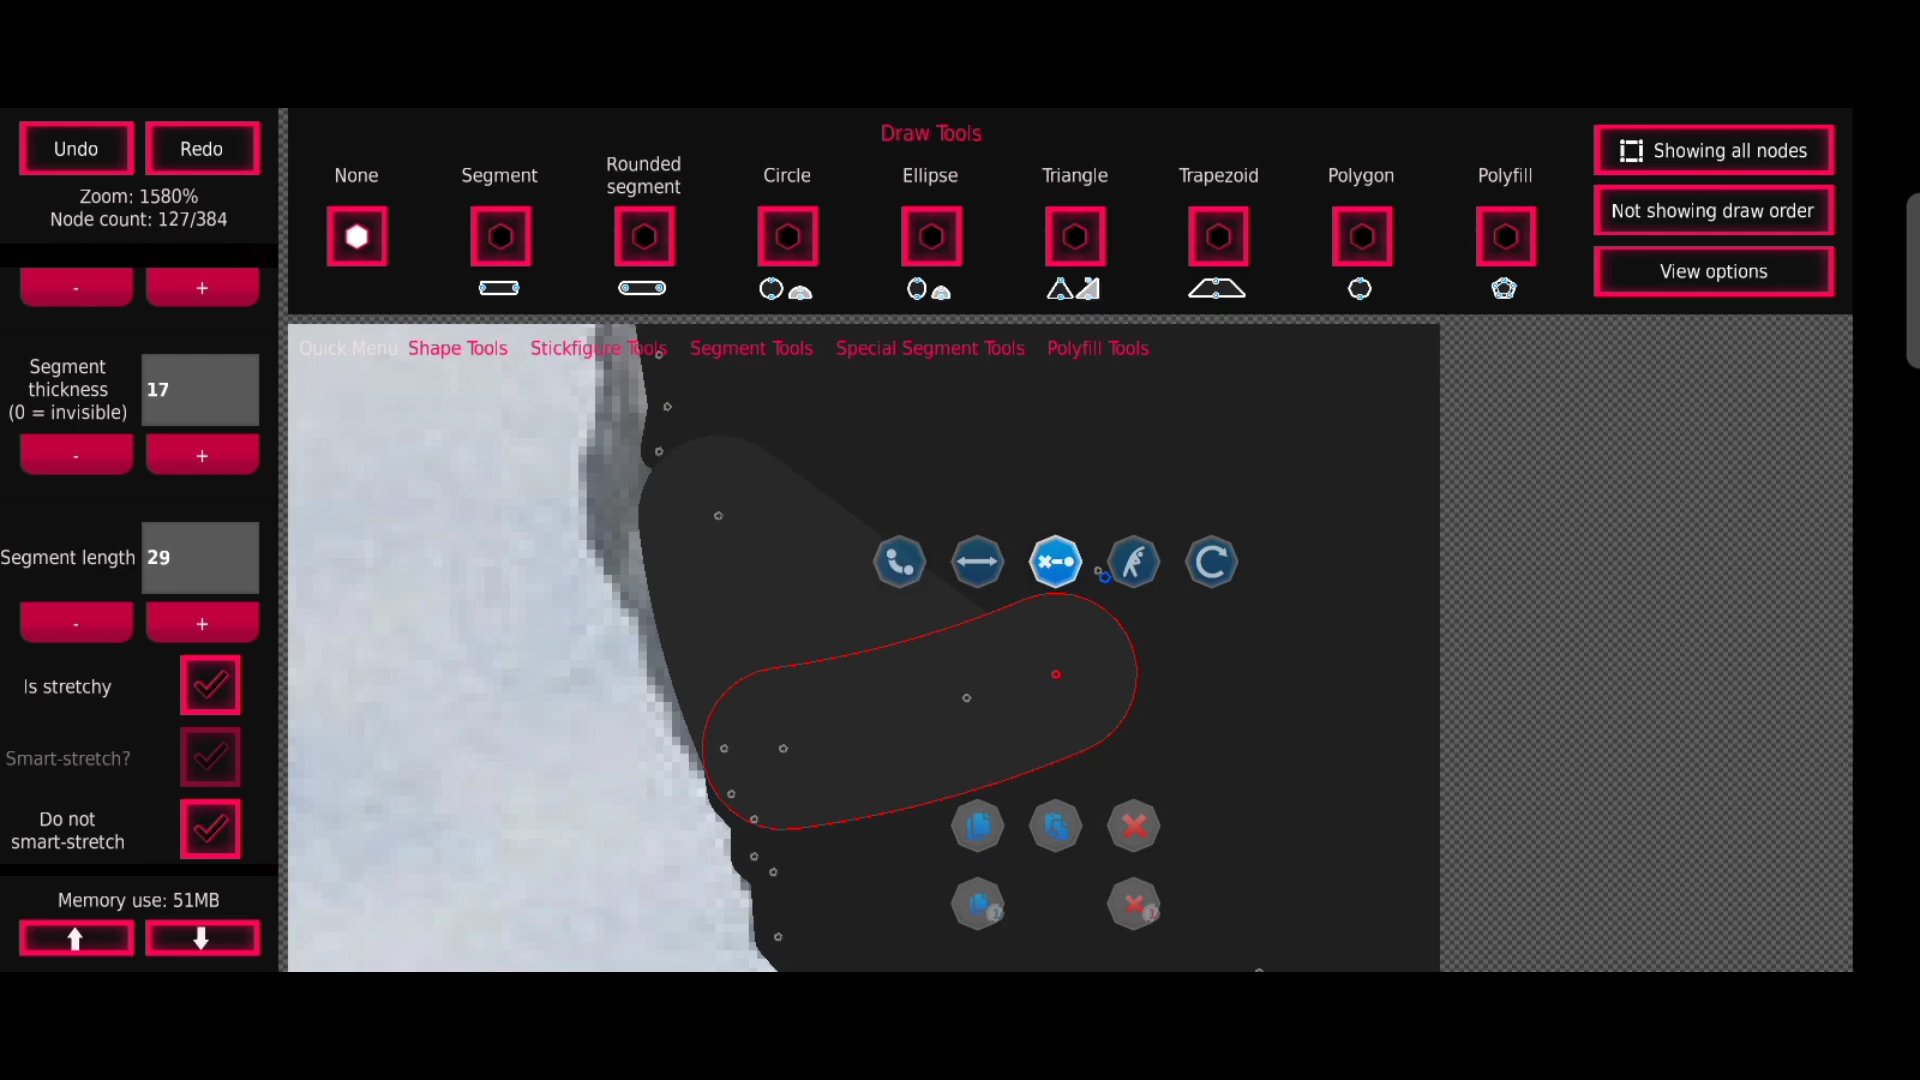 Undo
Redo
Zoom: 1580%
Node count: 127/384
-
+
Segment
thickness
(0 = invisible)
17
-
+
Segment length
29
-
+
Is stretchy
Smart-stretch?
Do not
smart-stretch
Memory use: 51MB
Draw Tools
None
Segment
Rounded
segment
Circle
Ellipse
Triangle
Trapezoid
Polygon
Polyfill
Showing all nodes
Not showing draw order
View options
Quick Menu
Shape Tools
Stickfigure Tools
Segment Tools
Special Segment Tools
Polyfill Tools
1
1